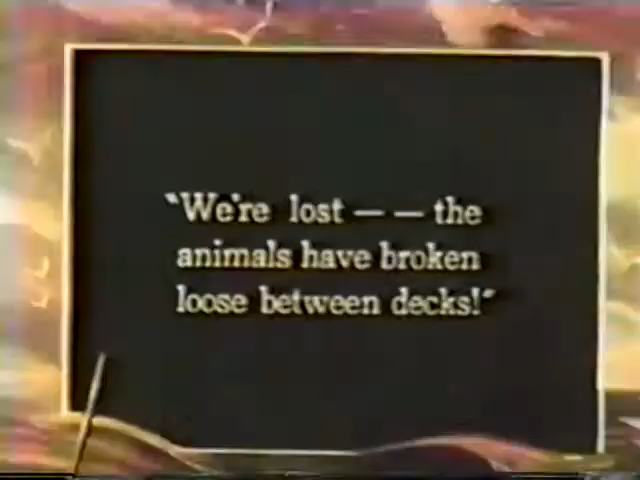 "We're lost — — the
animals have broken
loose between decks!"